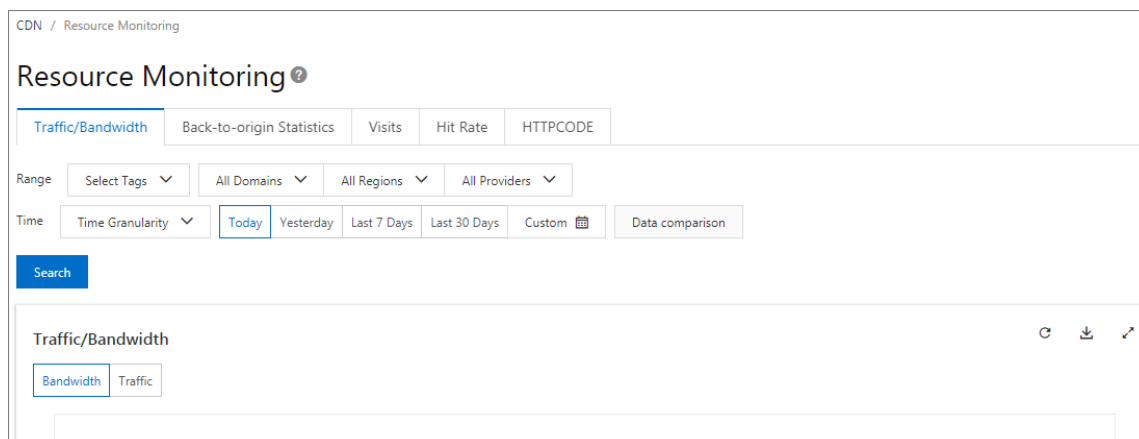 CDN / Resource Monitoring
Resource Monitoring
Traffic/Bandwidth Back-to-origin Statistics Visits Hit Rate HTTPCODE
Range Select Tags All Domains All Regions All Providers
Time Time Granularity Today Yesterday Last 7 Days Last 30 Days Custom Data comparison
Search
Traffic/Bandwidth
Bandwidth Traffic